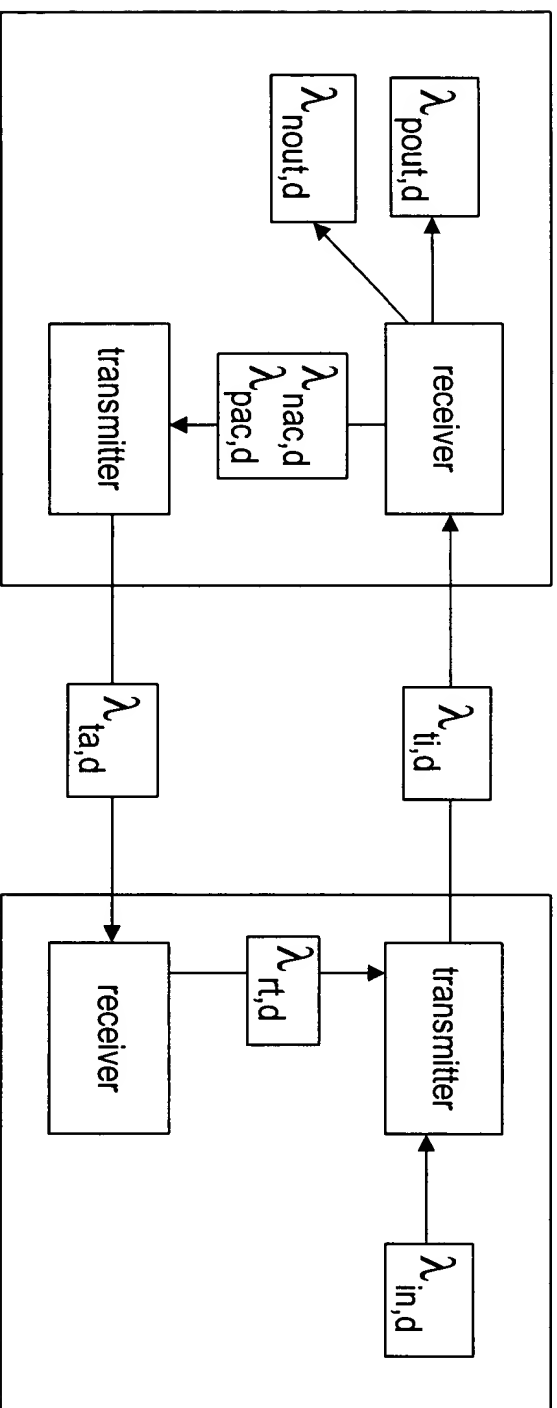 λpout,d
receiver
λti,d
transmitter
λin,d
λnout,d
λnac,d
λpac,d
λrt,d
transmitter
λta,d
receiver